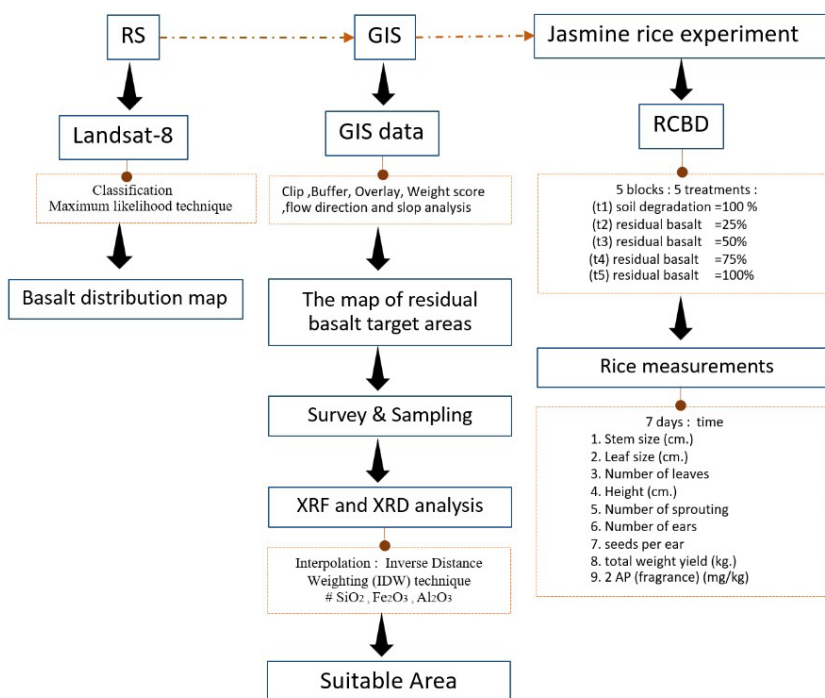 RS
GIS
Jasmine rice experiment
Landsat-8
Classification
Maximum likelihood technique
Basalt distribution map
GIS data
Clip ,Buffer, Overlay, Weight score
,flow direction and slop analysis
The map of residual
basalt target areas
Survey & Sampling
XRF and XRD analysis
Interpolation : Inverse Distance
Weighting (IDW) technique
# SiO₂ , Fe₂O₃ , Al₂O₃
Suitable Area
RCBD
5 blocks : 5 treatments :
(t1) soil degradation =100 %
(t2) residual basalt =25%
(t3) residual basalt =50%
(t4) residual basalt =75%
(t5) residual basalt =100%
Rice measurements
7 days : time
1. Stem size (cm.)
2. Leaf size (cm.)
3. Number of leaves
4. Height (cm.)
5. Number of sprouting
6. Number of ears
7. seeds per ear
8. total weight yield (kg.)
9. 2 AP (fragrance) (mg/kg)